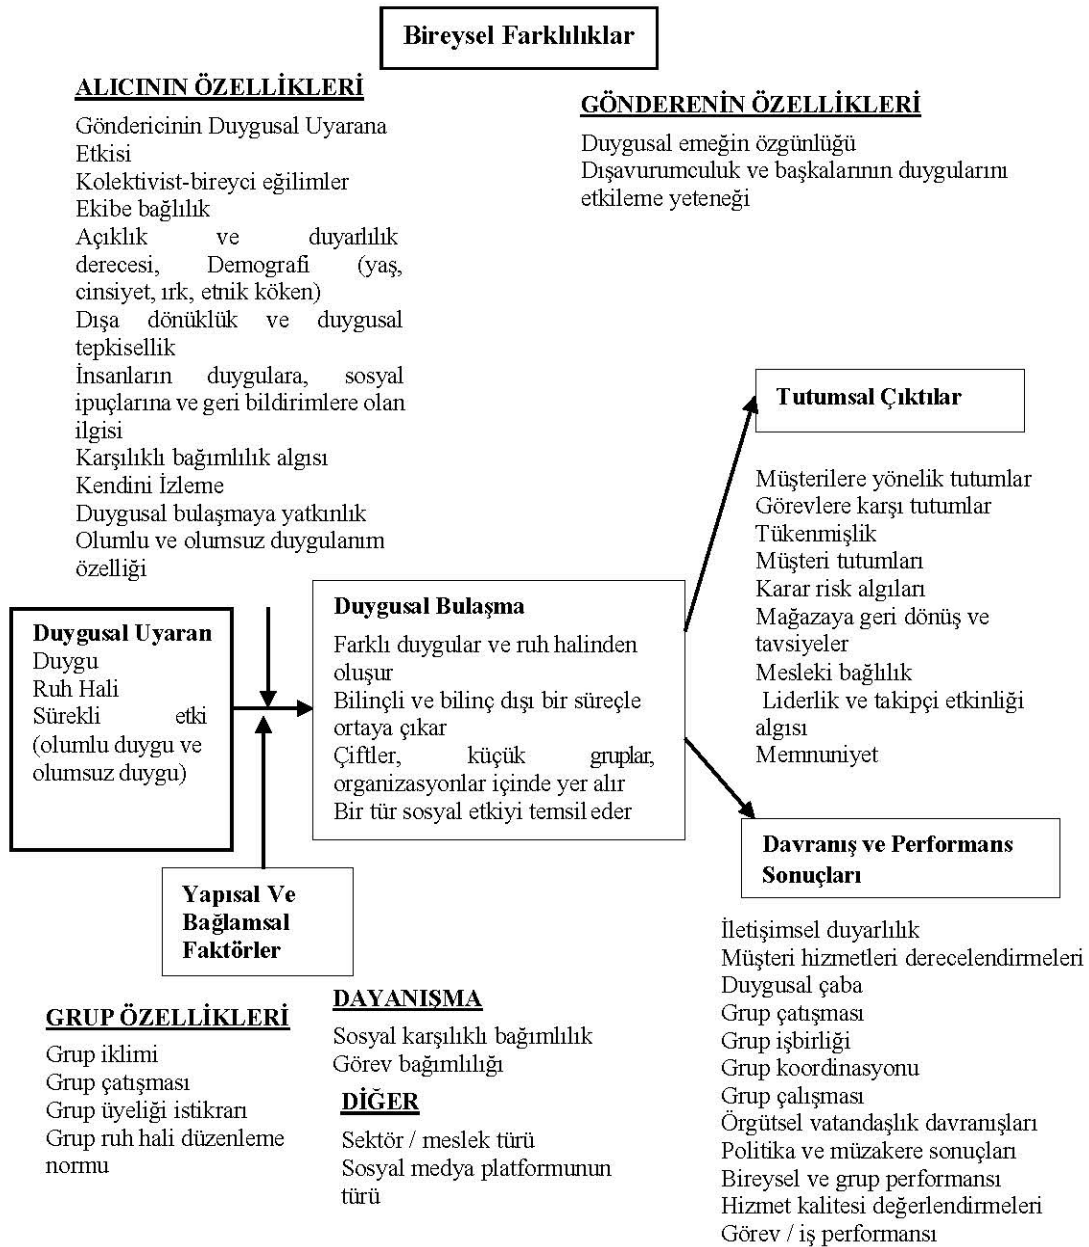 Bireysel Farklılıklar
ALICININ ÖZELLİKLERİ
Göndericinin Duygusal Uyarana
Etkisi
Kolektivist-bireyci eğilimler
Ekibe bağlılık
Açıklık ve duyarlılık
derecesi, Demografi (yaş,
cinsiyet, ırk, etnik köken)
Dışa dönüklük ve duygusal
tepkisellik
İnsanların duygulara, sosyal
ipuçlarına ve geri bildirimlere olan
ilgisi
Karşılıklı bağımlılık algısı
Kendini İzleme
Duygusal bulaşmaya yatkınlık
Olumlu ve olumsuz duygulanım
özelliği
GÖNDERENİN ÖZELLİKLERİ
Duygusal emeğin özgünlüğü
Dışavurumculuk ve başkalarının duygularını
etkileme yeteneği
Duygusal Uyaran
Duygu
Ruh Hali
Sürekli etki
(olumlu duygu ve
olumsuz duygu)
Duygusal Bulaşma
Farklı duygular ve ruh halinden
oluşur
Bilinçli ve bilinç dışı bir süreçle
ortaya çıkar
Çiftler, küçük gruplar,
organizasyonlar içinde yer alır
Bir tür sosyal etkiyi temsil eder
Tutumsal Çıktılar
Müşterilere yönelik tutumlar
Görevlere karşı tutumlar
Tükenmişlik
Müşteri tutumları
Karar risk algıları
Mağazaya geri dönüş ve
tavsiyeler
Mesleki bağlılık
Liderlik ve takipçi etkinliği
algısı
Memnuniyet
Davranış ve Performans
Sonuçları
İletişimsel duyarlılık
Müşteri hizmetleri derecelendirmeleri
Duygusal çaba
Grup çatışması
Grup işbirliği
Grup koordinasyonu
Grup çalışması
Örgütsel vatandaşlık davranışları
Politika ve müzakere sonuçları
Bireysel ve grup performansı
Hizmet kalitesi değerlendirmeleri
Görev / iş performansı
Yapısal Ve
Bağlamsal
Faktörler
GRUP ÖZELLİKLERİ
Grup iklimi
Grup çatışması
Grup üyeliği istikrarı
Grup ruh hali düzenleme
normu
DAYANIŞMA
Sosyal karşılıklı bağımlılık
Görev bağımlılığı
DİĞER
Sektör / meslek türü
Sosyal medya platformunun
türü